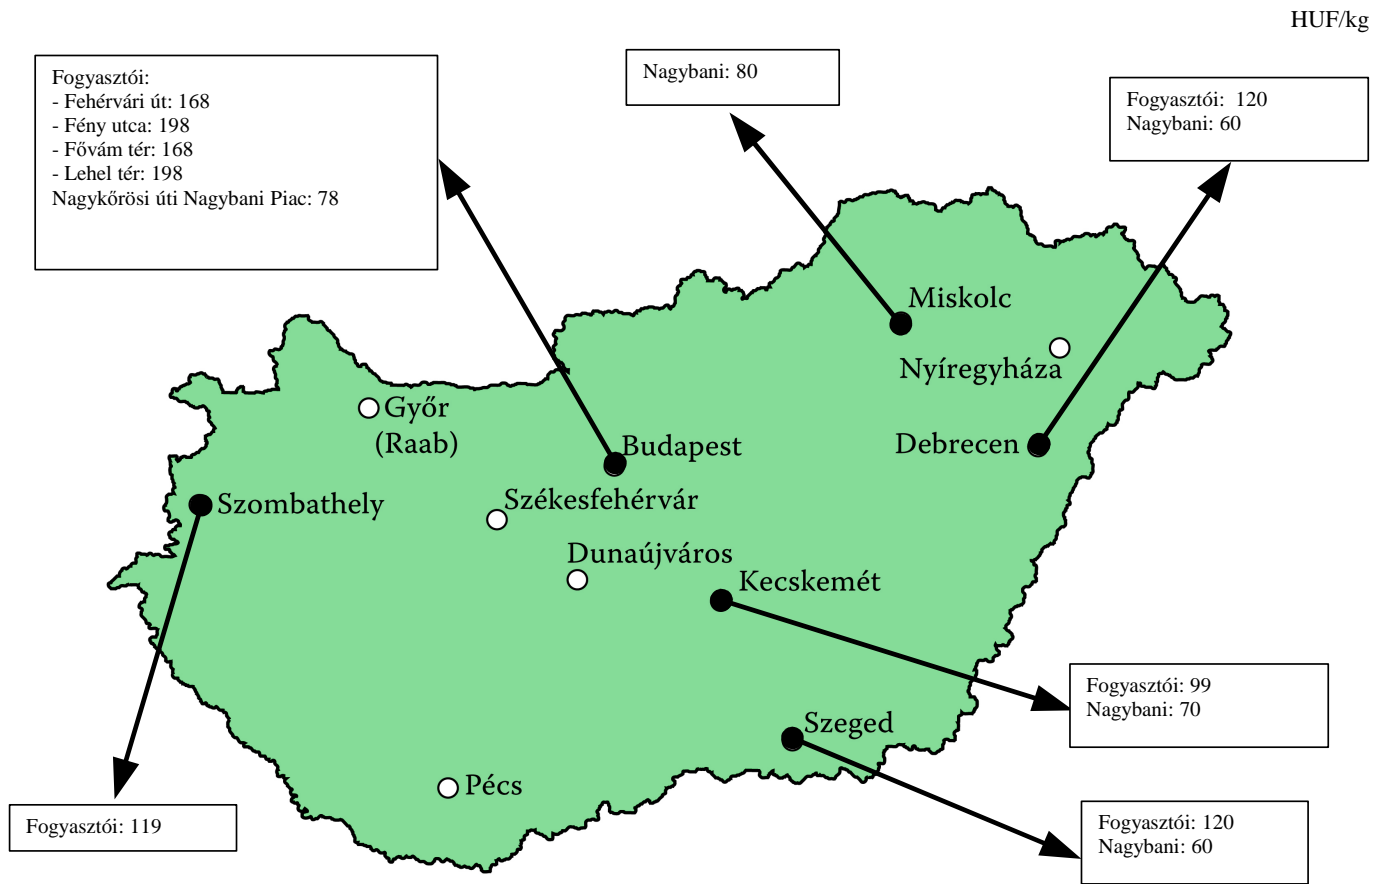 HUF/kg
Fogyasztói:
- Fehérvári út: 168
- Fény utca: 198
- Fővám tér: 168
- Lehel tér: 198
Nagykőrösi úti Nagybani Piac: 78
Nagybani: 80
Fogyasztói:  120
Nagybani: 60
Miskolc
Nyíregyháza
Győr
(Raab)
Budapest
Debrecen
Szombathely
Székesfehérvár
Dunaújváros
Kecskemét
Fogyasztói: 99
Nagybani: 70
Szeged
Pécs
Fogyasztói: 119
Fogyasztói: 120
Nagybani: 60